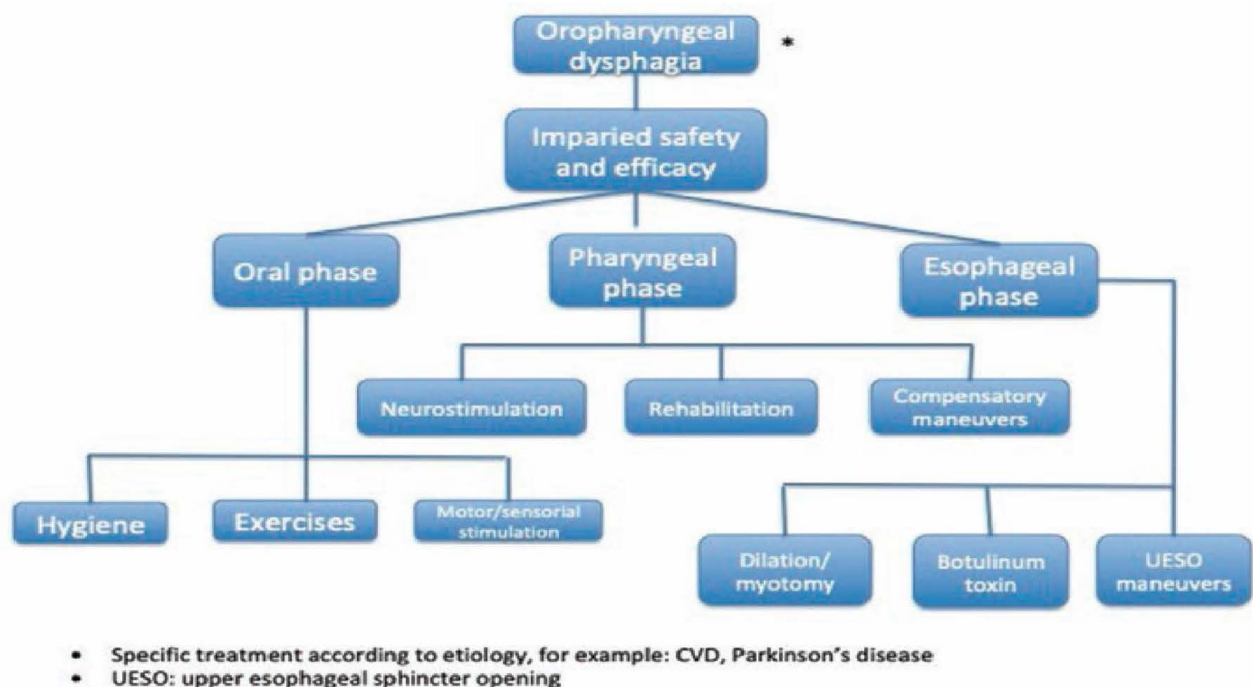 Oropharyngeal
dysphagia
*
Imparied safety
and efficacy
Oral phase
Pharyngeal
phase
Esophageal
phase
Neurostimulation
Rehabilitation
Compensatory
maneuvers
Hygiene
Exercises
Motor/sensorial
stimulation
Dilation/
myotomy
Botulinum
toxin
UESO
maneuvers
• Specific treatment according to etiology, for example: CVD, Parkinson's disease
• UESO: upper esophageal sphincter opening